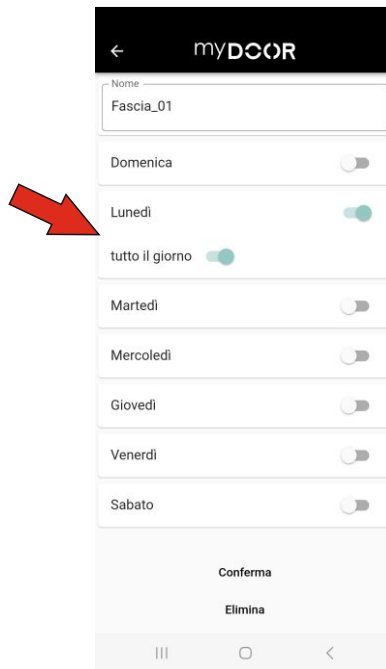 myDOOR
Nome
Fascia_01
Domenica
Lunedì
tutto il giorno
Martedì
Mercoledì
Giovedì
Venerdì
Sabato
Conferma
Elimina